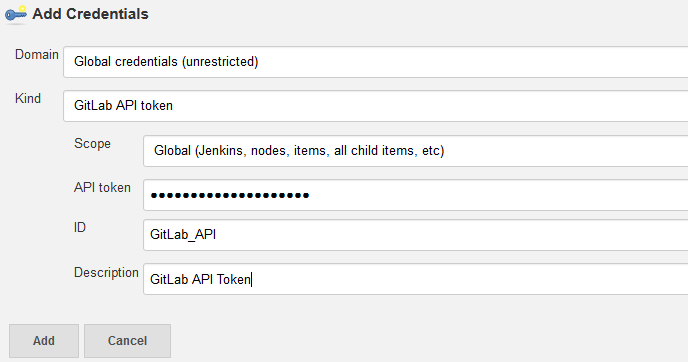 Add Credentials
Domain Global credentials (unrestricted)
Kind GitLab API token
Scope Global (Jenkins, nodes, items, all child items, etc)
API token ••••••••••••••••••••
ID GitLab_API
Description GitLab API Token
Add Cancel